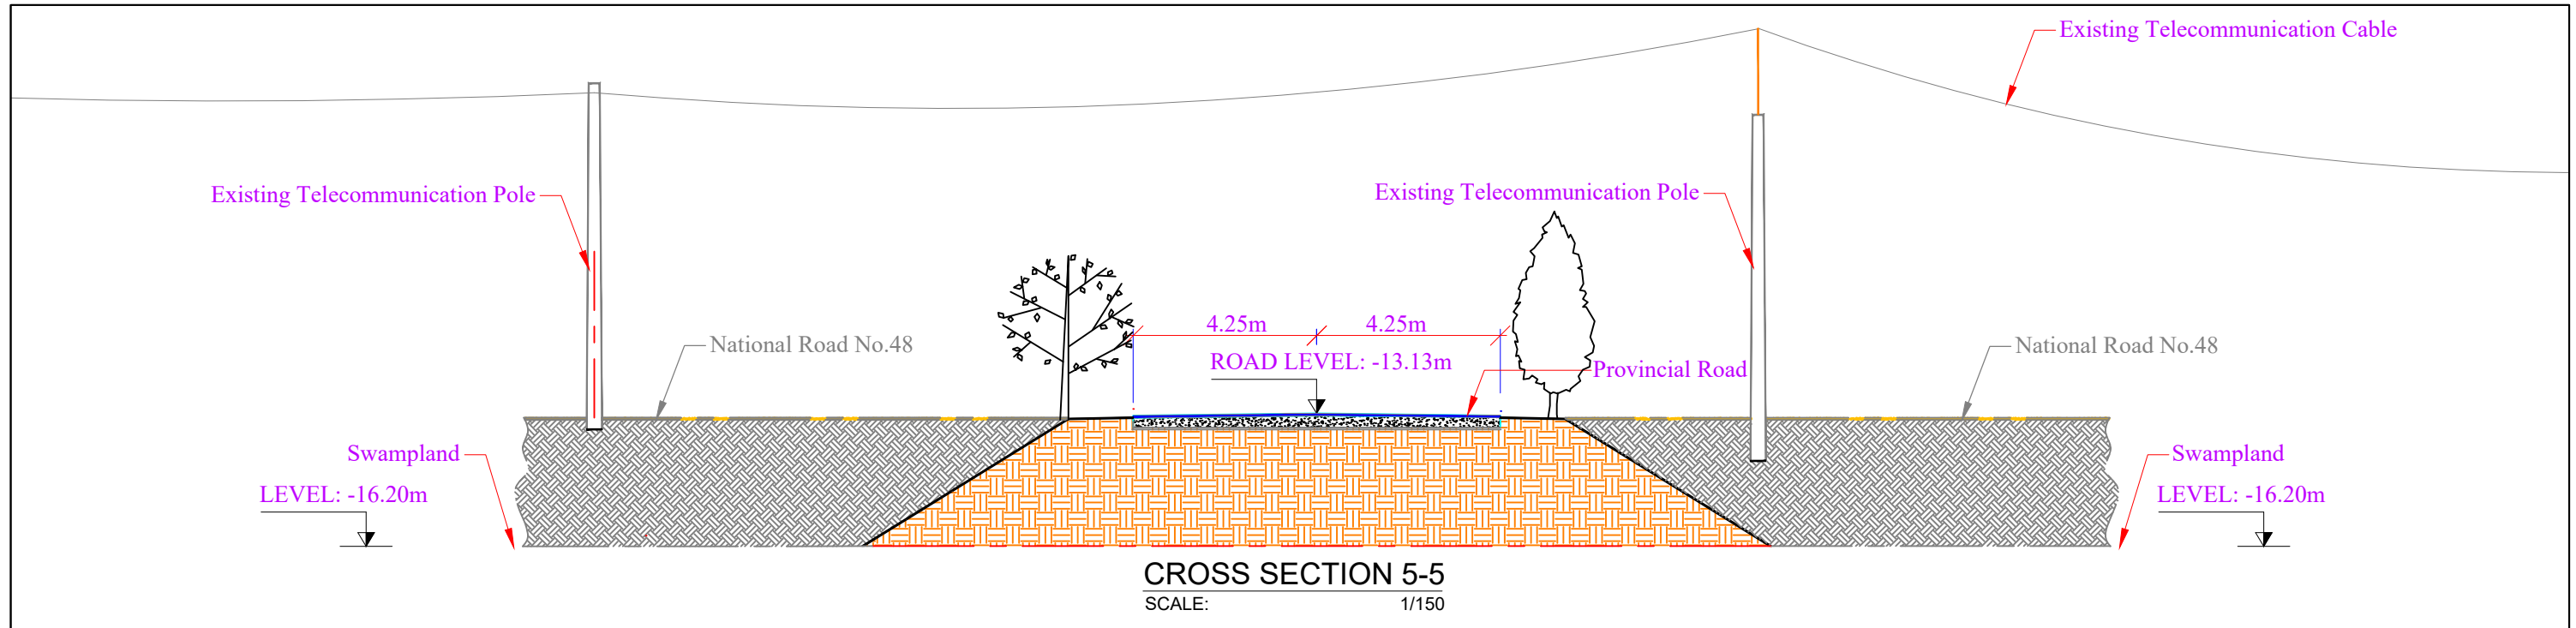 Existing Telecommunication Cable
Existing Telecommunication Pole
Existing Telecommunication Pole
4.25m 4.25m
National Road No.48
National Road No.48
ROAD LEVEL: -13.13m
Provincial Road
Swampland
Swampland
LEVEL: -16.20m
LEVEL: -16.20m
CROSS SECTION 5-5
SCALE: 1/150